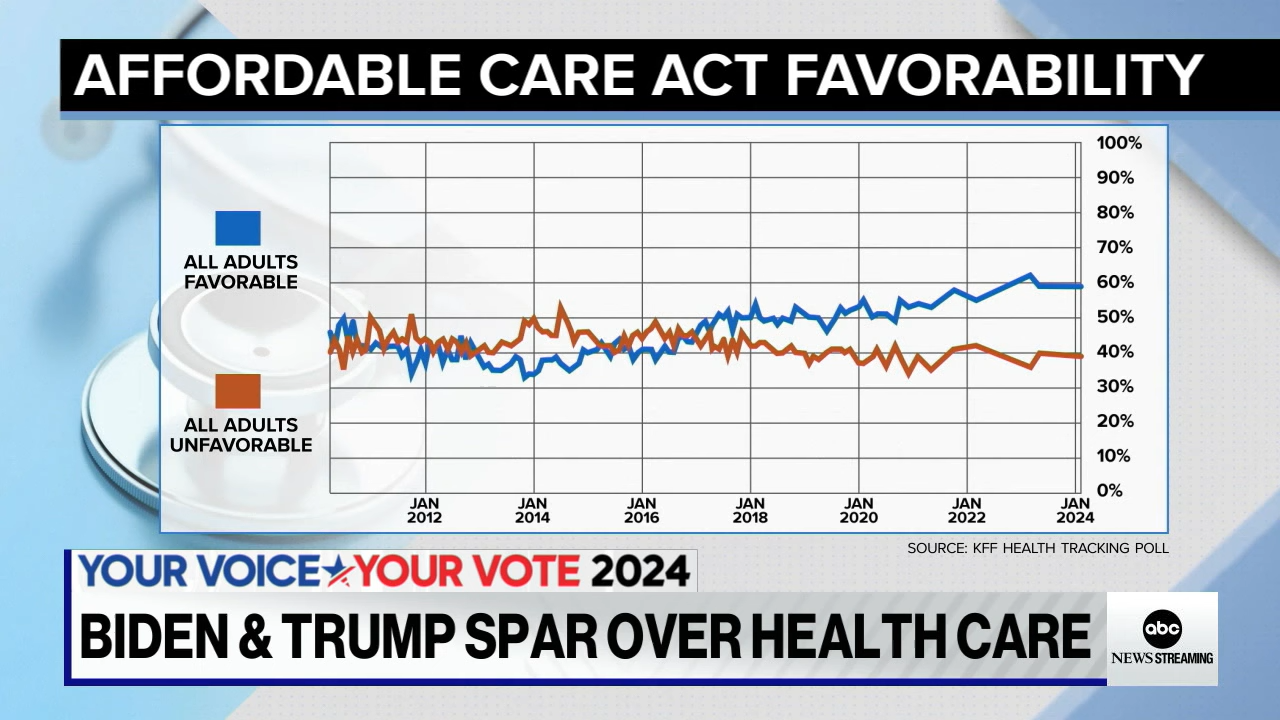 AFFORDABLE CARE ACT FAVORABILITY
100%
90%
80%
70%
60%
50%
40%
30%
20%
10%
0%
ALL ADULTS
FAVORABLE
ALL ADULTS
UNFAVORABLE
JAN
2012
JAN
2014
JAN
2016
JAN
2018
JAN
2020
JAN
2022
JAN
2024
SOURCE: KFF HEALTH TRACKING POLL
YOUR VOICE YOUR VOTE 2024
BIDEN & TRUMP SPAR OVER HEALTH CARE
abc
NEWS STREAMING